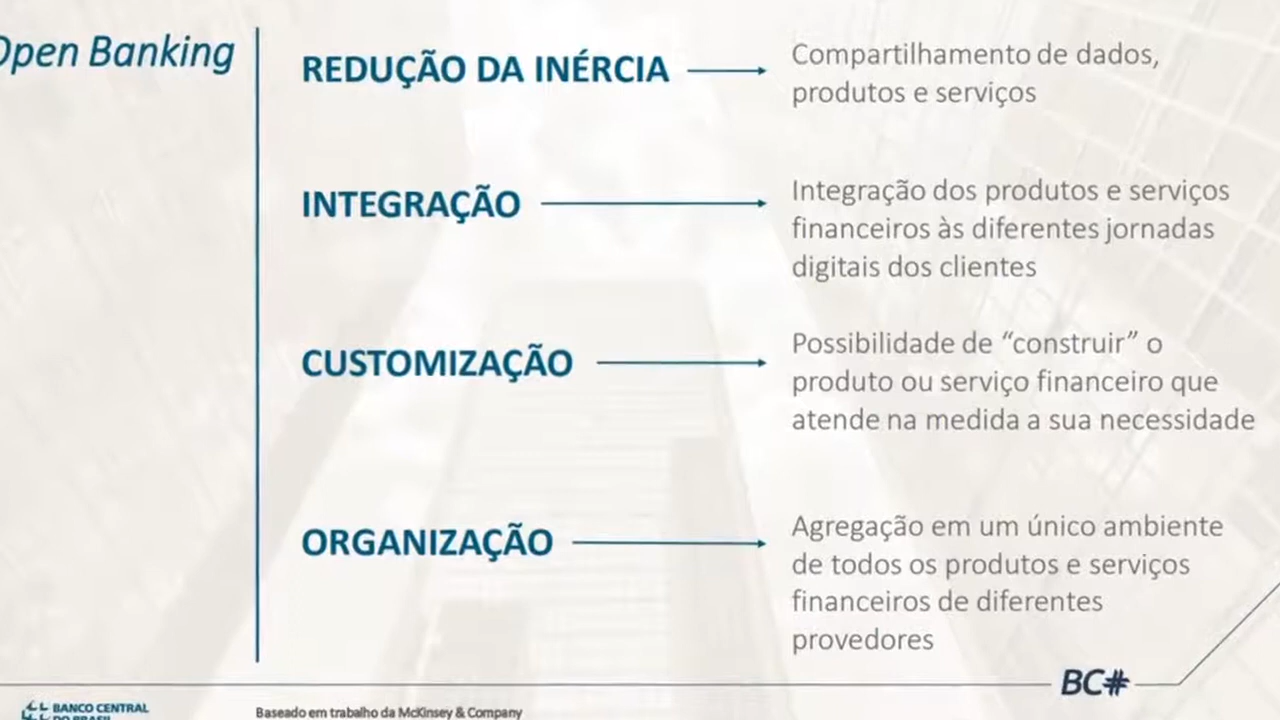 Open Banking
REDUÇÃO DA INÉRCIA
Compartilhamento de dados,
produtos e serviços
INTEGRAÇÃO
Integração dos produtos e serviços
financeiros às diferentes jornadas
digitais dos clientes
CUSTOMIZAÇÃO
Possibilidade de “construir” o
produto ou serviço financeiro que
atende na medida a sua necessidade
ORGANIZAÇÃO
Agregação em um único ambiente
de todos os produtos e serviços
financeiros de diferentes
provedores
BC#
BANCO CENTRAL
DO BRASIL
Baseado em trabalho da McKinsey & Company